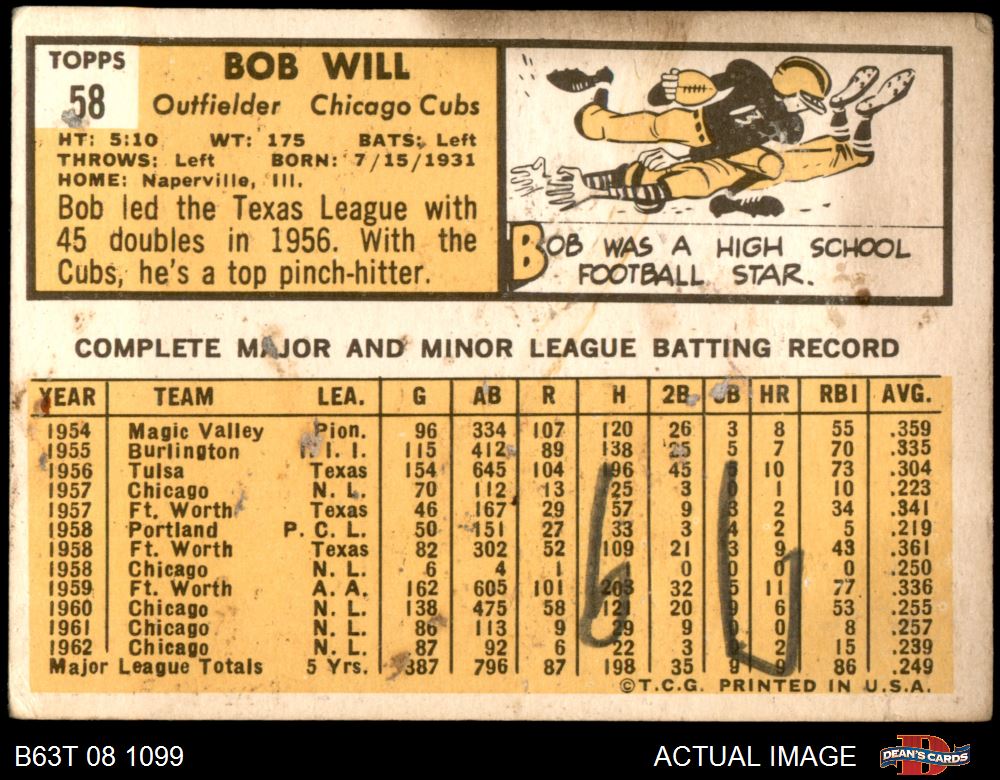 TOPPS
58
BOB WILL
Outfielder Chicago Cubs
HT: 5:10 WT: 175 BATS: Left
THROWS: Left BORN: 7/15/1931
HOME: Naperville, Ill.
Bob led the Texas League with
45 doubles in 1956. With the
Cubs, he's a top pinch-hitter.
13
BOB WAS A HIGH SCHOOL
FOOTBALL STAR.
COMPLETE MAJOR AND MINOR LEAGUE BATTING RECORD
YEAR TEAM LEA. G AB R H 2B 3B HR RBI AVG.
1954 Magic Valley Pion. 96 334 107 120 26 3 8 55 .359
1955 Burlington I. I. I. 115 412 89 138 25 5 7 70 .335
1956 Tulsa Texas 154 645 104 196 45 5 10 73 .304
1957 Chicago N. L. 70 112 13 25 3 0 1 10 .223
1957 Ft. Worth Texas 46 167 29 57 9 3 2 34 .341
1958 Portland P. C. L. 50 151 27 33 3 4 2 5 .219
1958 Ft. Worth Texas 82 302 52 109 21 3 9 43 .361
1958 Chicago N. L. 6 4 1 1 0 0 0 0 .250
1959 Ft. Worth A. A. 162 605 101 203 32 5 11 77 .336
1960 Chicago N. L. 138 475 58 121 20 9 6 53 .255
1961 Chicago N. L. 86 113 9 29 9 0 0 8 .257
1962 Chicago N. L. 87 92 6 22 3 0 2 15 .239
Major League Totals 5 Yrs. 387 796 87 198 35 9 9 86 .249
©T.C.G. PRINTED IN U.S.A.
B63T 08 1099 ACTUAL IMAGE DEAN'S CARDS